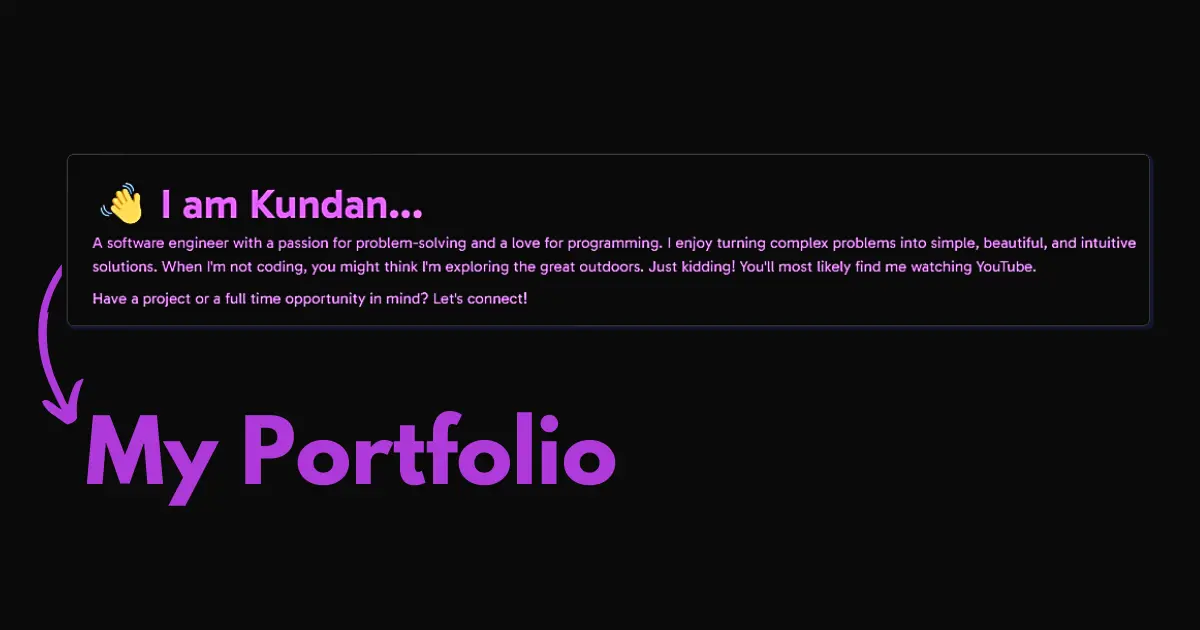 👋 I am Kundan...
A software engineer with a passion for problem-solving and a love for programming. I enjoy turning complex problems into simple, beautiful, and intuitive
solutions. When I'm not coding, you might think I'm exploring the great outdoors. Just kidding! You'll most likely find me watching YouTube.
Have a project or a full time opportunity in mind? Let's connect!
My Portfolio